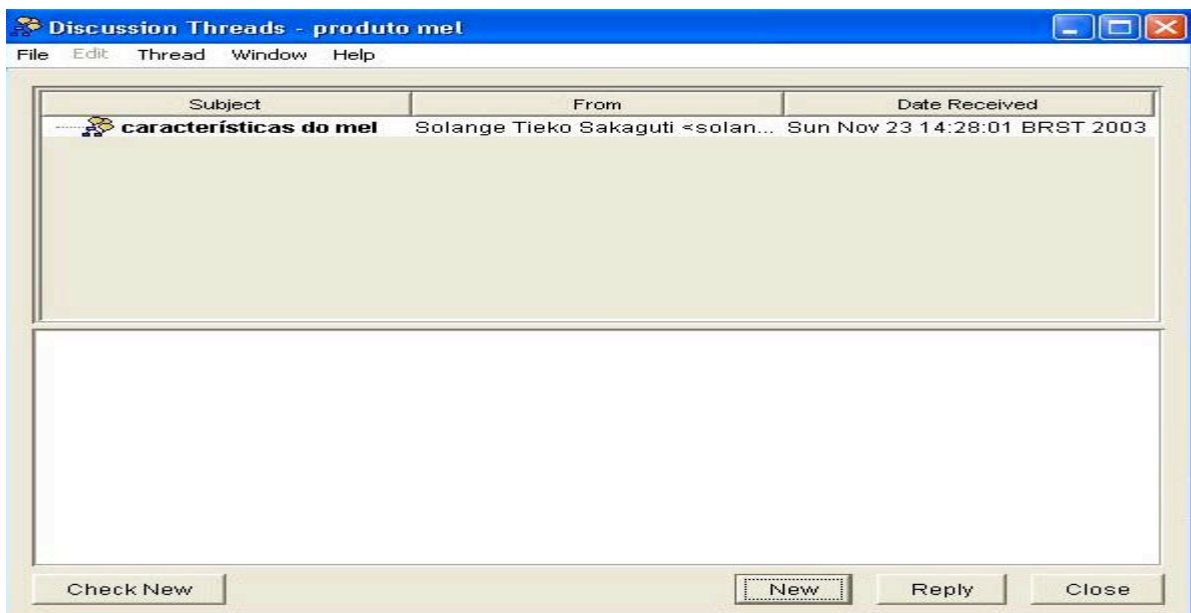 Discussion Threads - produto mel
File Edit Thread Window Help
Subject From Date Received
características do mel Solange Tieko Sakaguti <solan... Sun Nov 23 14:28:01 BRST 2003
Check New New Reply Close